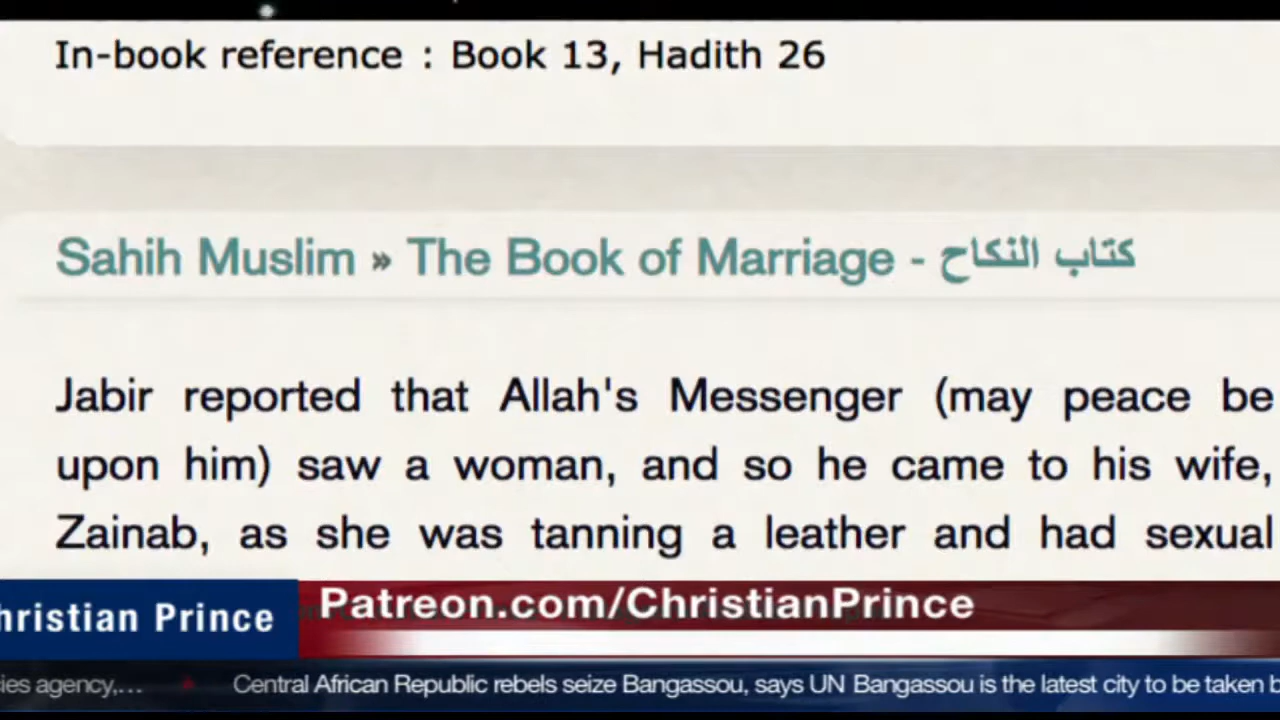 In-book reference : Book 13, Hadith 26
Sahih Muslim » The Book of Marriage - كتاب النكاح
Jabir reported that Allah's Messenger (may peace be
upon him) saw a woman, and so he came to his wife,
Zainab, as she was tanning a leather and had sexual
hristian Prince
Patreon.com/ChristianPrince
ies agency,... Central African Republic rebels seize Bangassou, says UN Bangassou is the latest city to be taken b